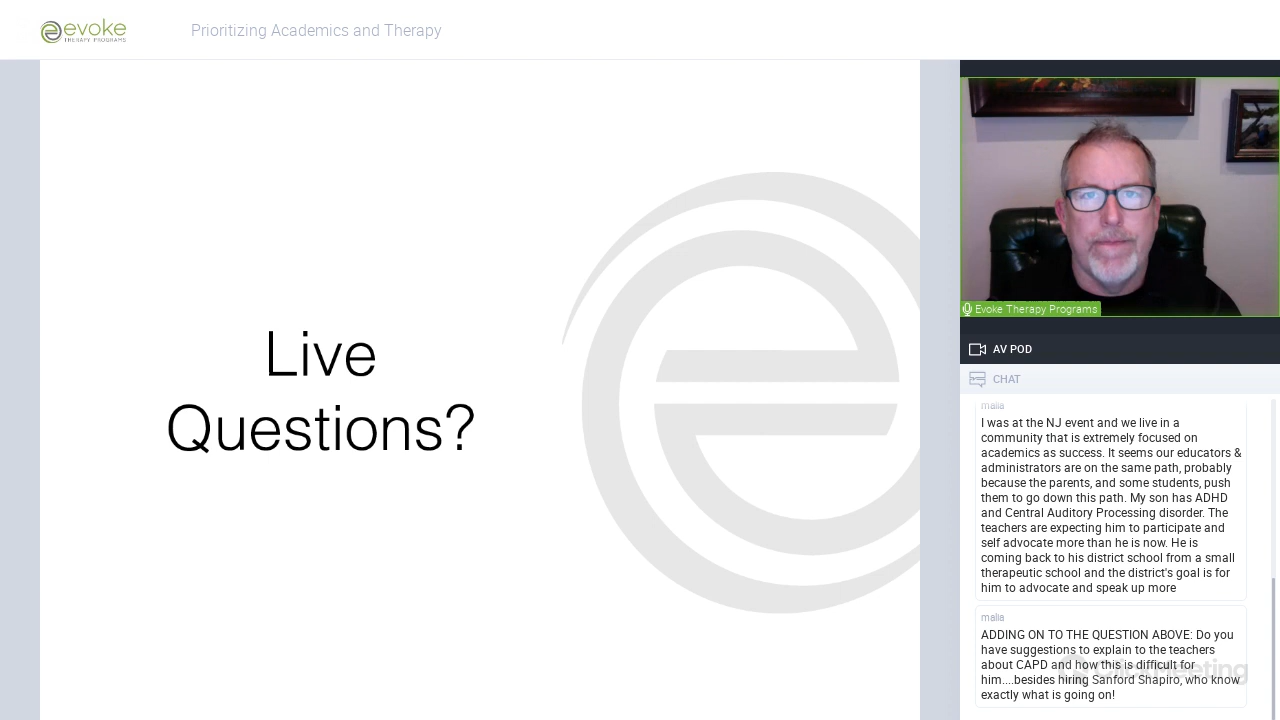 evoke
THERAPY PROGRAMS
Prioritizing Academics and Therapy
Live
Questions?
Evoke Therapy Programs
AV POD
CHAT
malia
I was at the NJ event and we live in a
community that is extremely focused on
academics as success. It seems our educators &
administrators are on the same path, probably
because the parents, and some students, push
them to go down this path. My son has ADHD
and Central Auditory Processing disorder. The
teachers are expecting him to participate and
self advocate more than he is now. He is
coming back to his district school from a small
therapeutic school and the district's goal is for
him to advocate and speak up more
malia
ADDING ON TO THE QUESTION ABOVE: Do you
have suggestions to explain to the teachers
about CAPD and how this is difficult for
him....besides hiring Sanford Shapiro, who know
exactly what is going on!
ClickMeeting